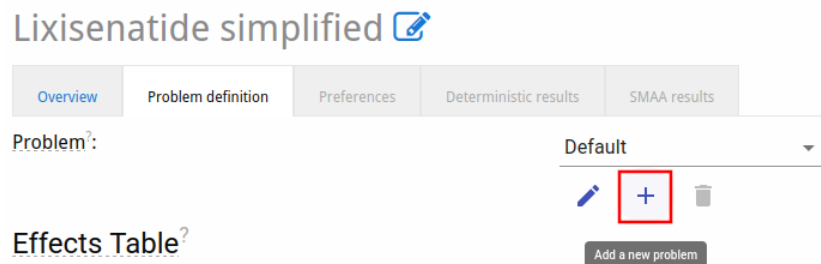 Lixisenatide simplified
Overview Problem definition Preferences Deterministic results SMAA results
Problem?: Default
Effects Table?
Add a new problem